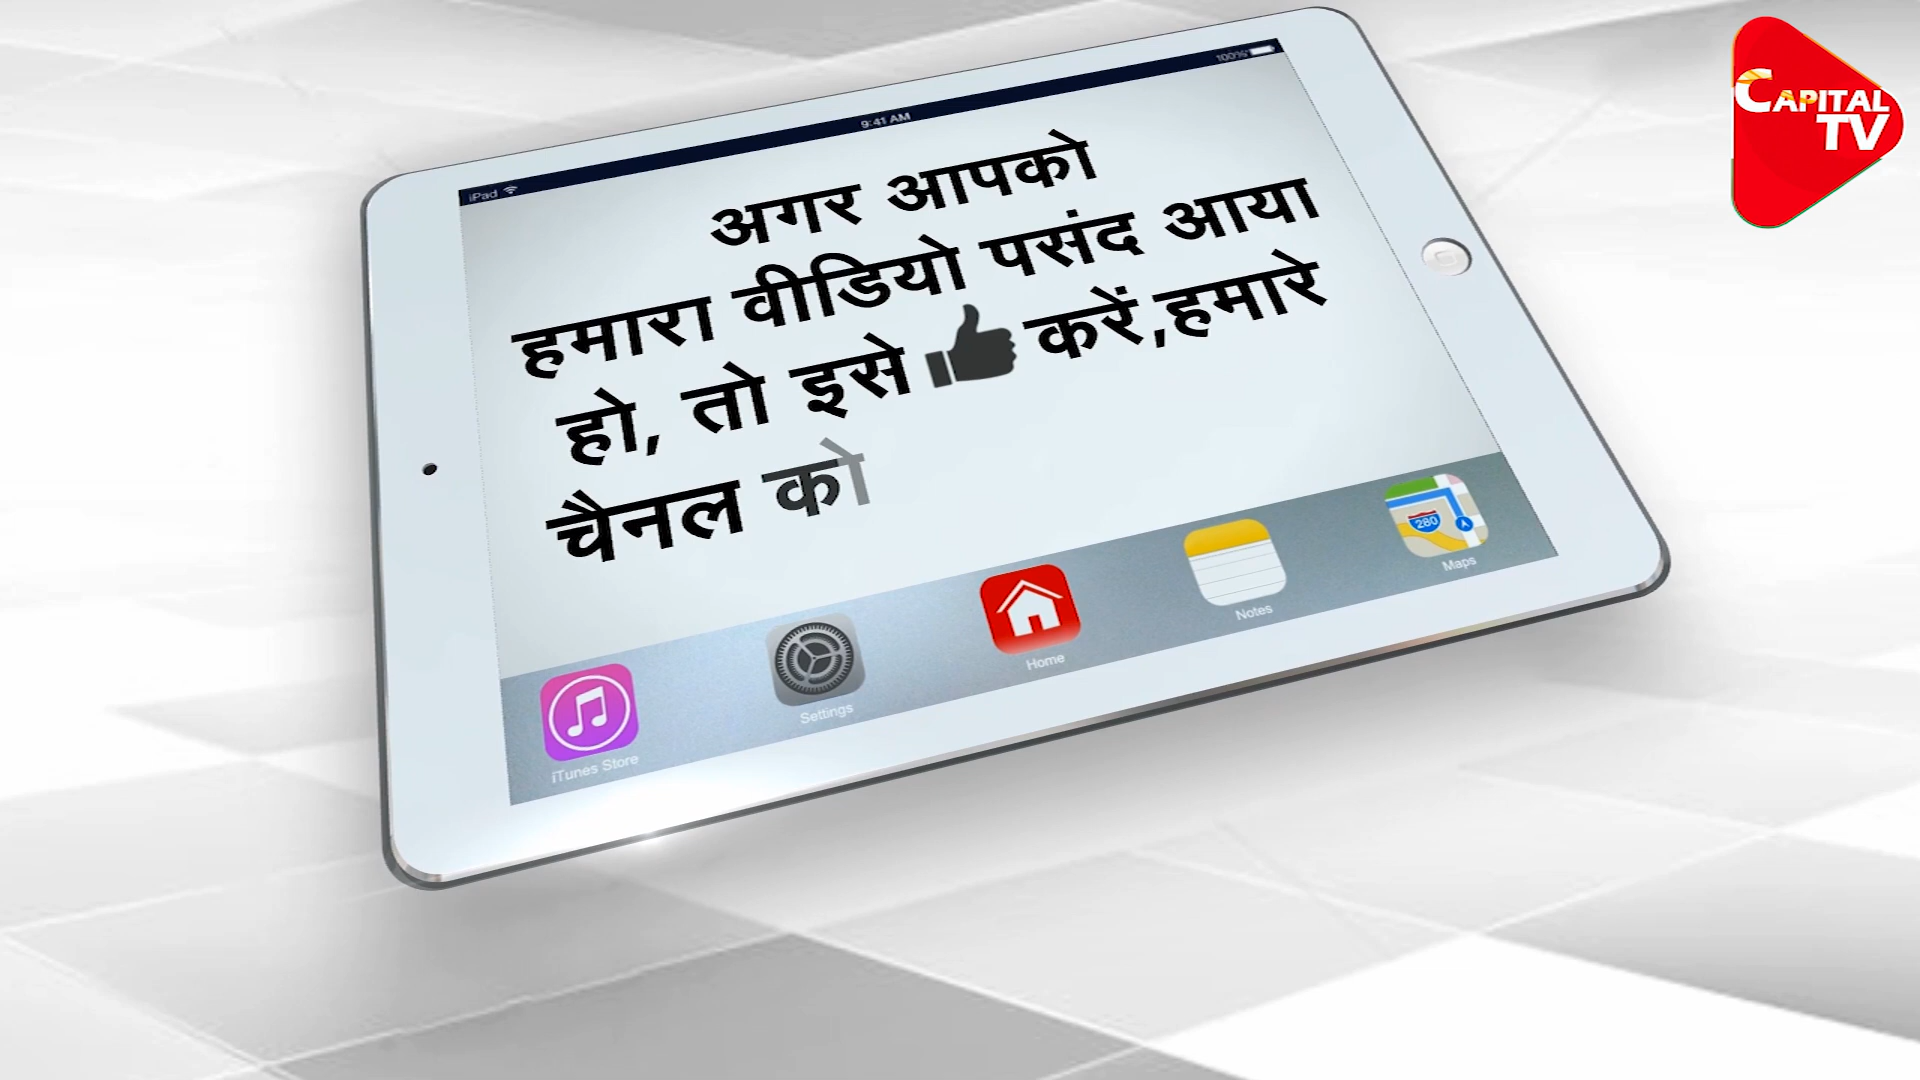 CAPITAL
TV
iPad
9:41 AM
100%
अगर आपको
हमारा वीडियो पसंद आया
हो, तो इसे करें,हमारे
चैनल को
iTunes Store
Settings
Home
Notes
280
Maps